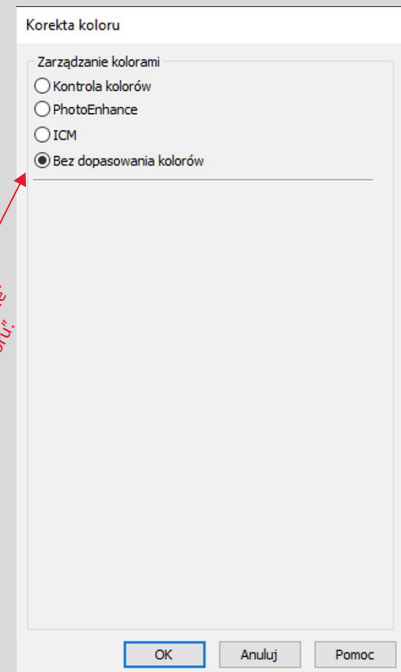 Korekta koloru
Zarządzanie kolorami
Kontrola kolorów
PhotoEnhance
ICM
Bez dopasowania kolorów
OK Anuluj Pomoc